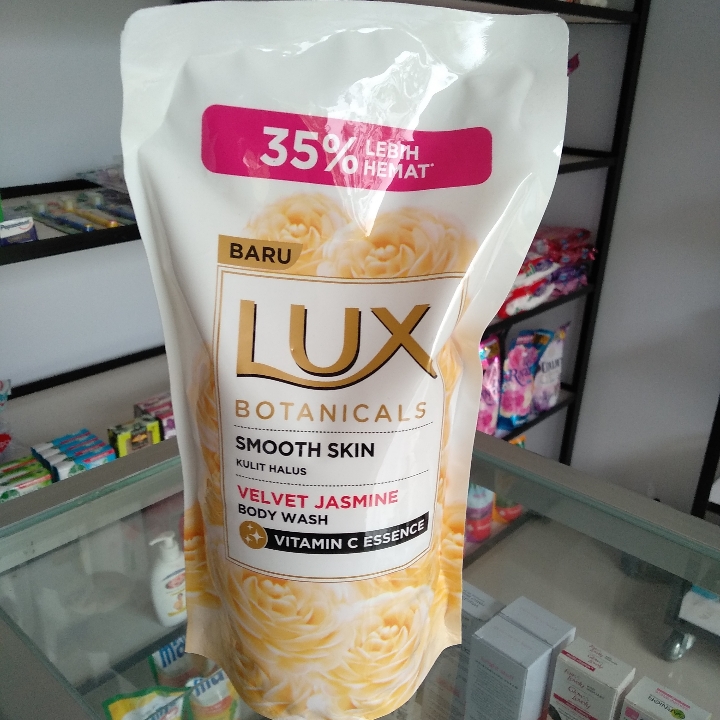 35% LEBIH
HEMAT*
BARU
LUX
BOTANICALS
SMOOTH SKIN
KULIT HALUS
VELVET JASMINE
BODY WASH
VITAMIN C ESSENCE